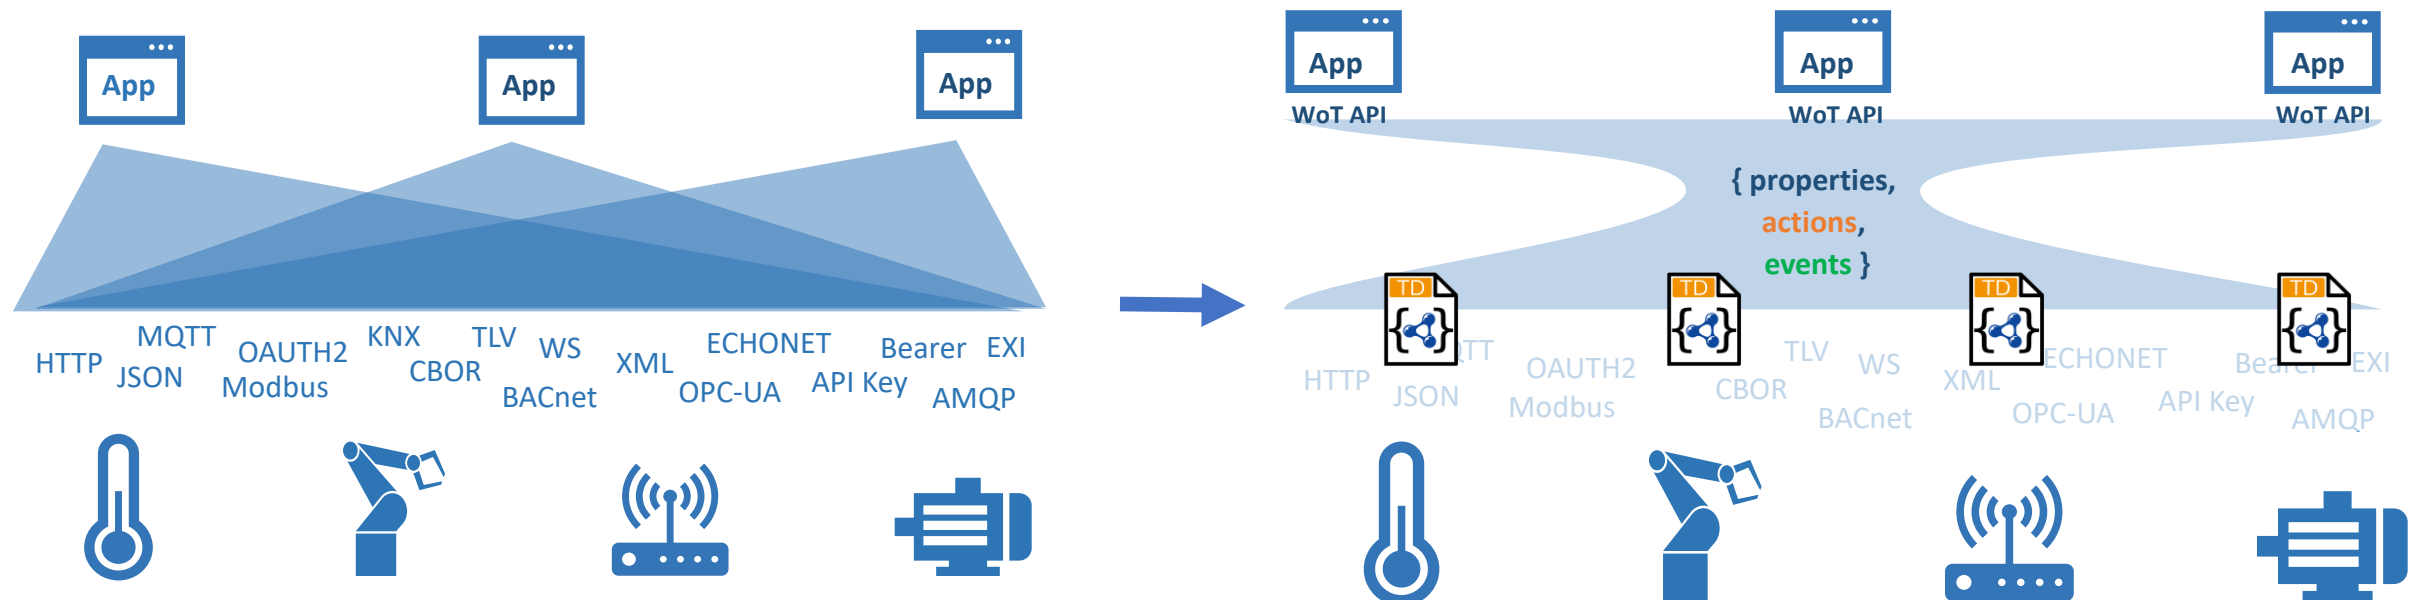 App
App
App
HTTP
MQTT
JSON
OAUTH2
Modbus
KNX
CBOR
TLV
WS
BACnet
XML
ECHONET
OPC-UA
API Key
Bearer
EXI
AMQP
App
App
App
WoT API
WoT API
WoT API
{ properties,
actions,
events }
TD
TD
TD
TD
HTTP
JSON
OAUTH2
Modbus
CBOR
TLV
WS
BACnet
XML
ECHONET
OPC-UA
API Key
EXI
AMQP